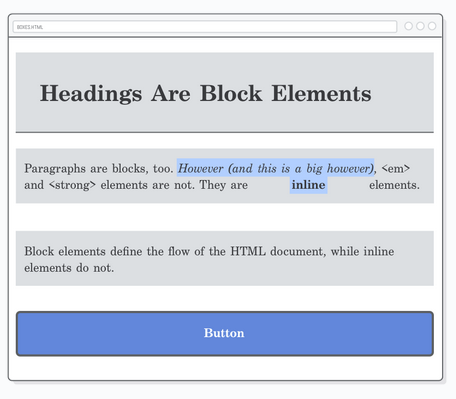 BOXES.HTML
Headings Are Block Elements
Paragraphs are blocks, too. However (and this is a big however), <em>
and <strong> elements are not. They are inline elements.
Block elements define the flow of the HTML document, while inline
elements do not.
Button